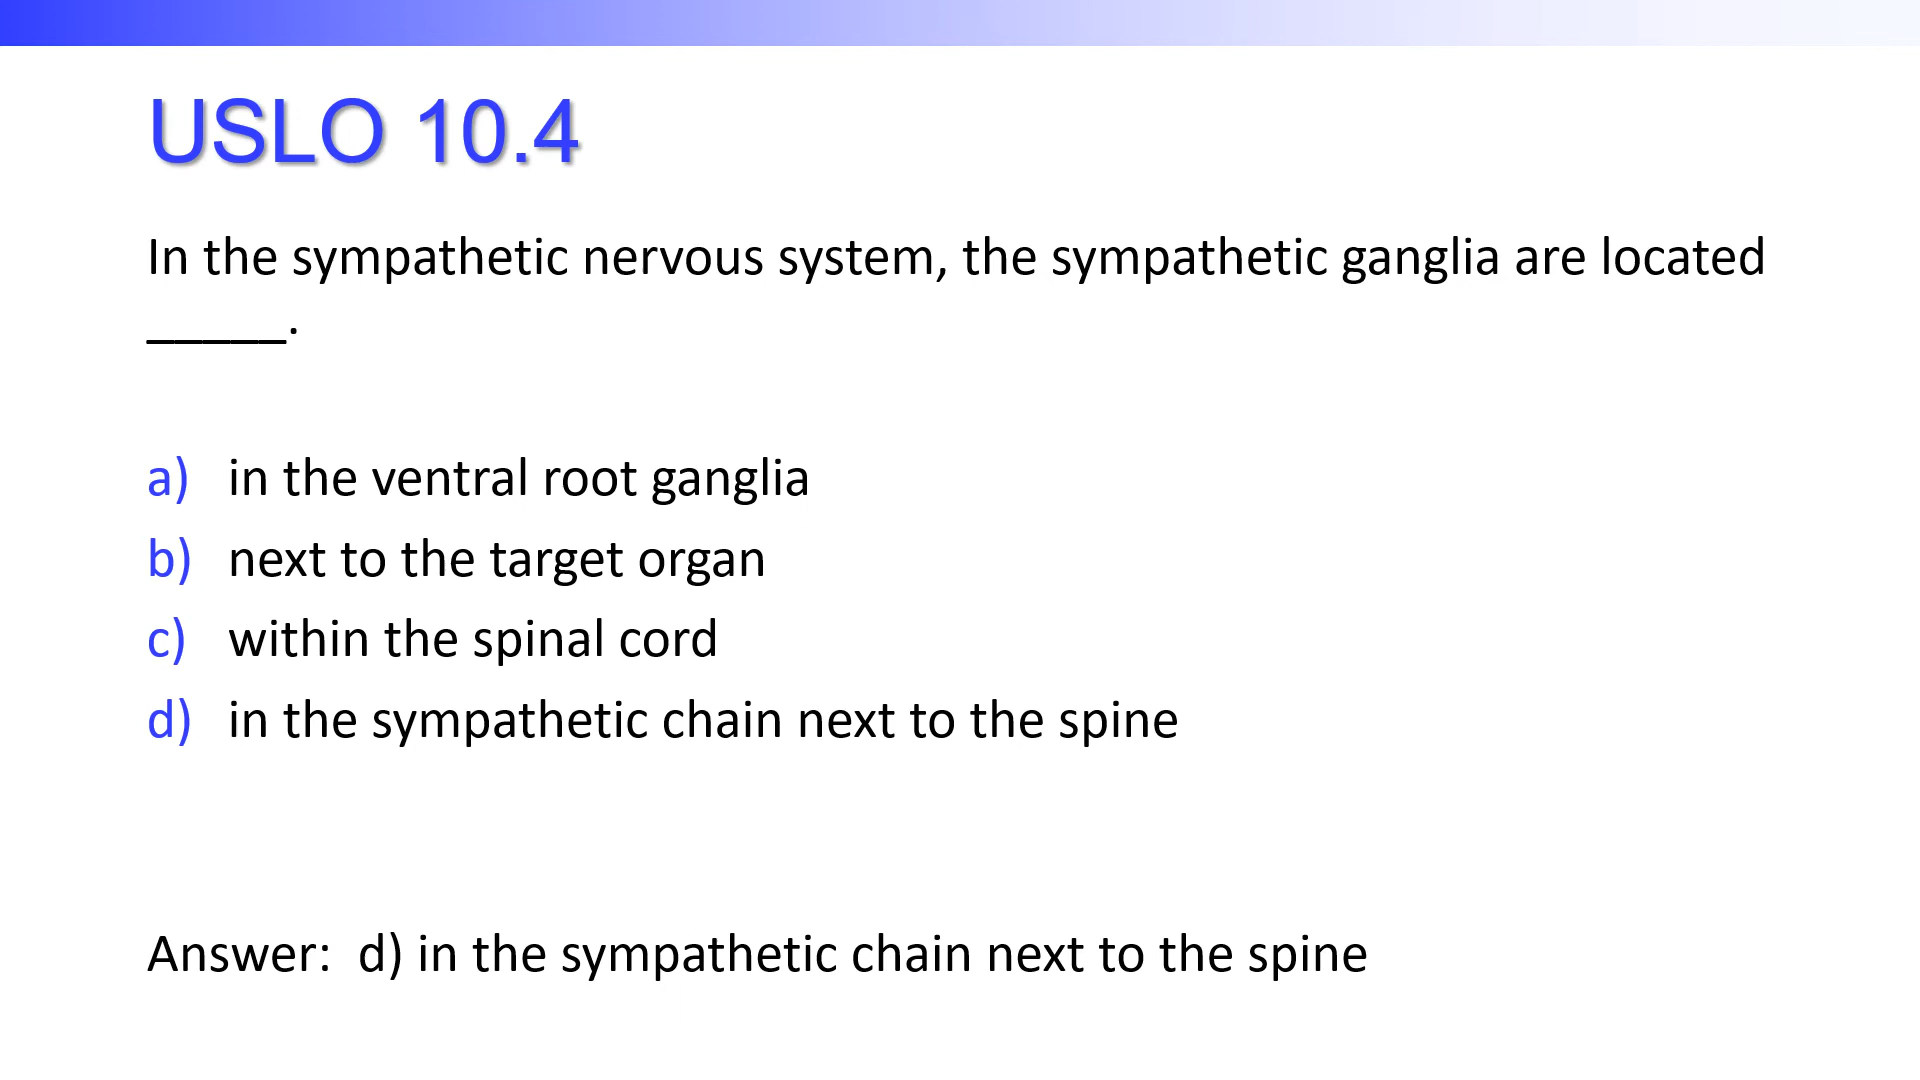 USLO 10.4
In the sympathetic nervous system, the sympathetic ganglia are located
_____.
a) in the ventral root ganglia
b) next to the target organ
c) within the spinal cord
d) in the sympathetic chain next to the spine
Answer: d) in the sympathetic chain next to the spine